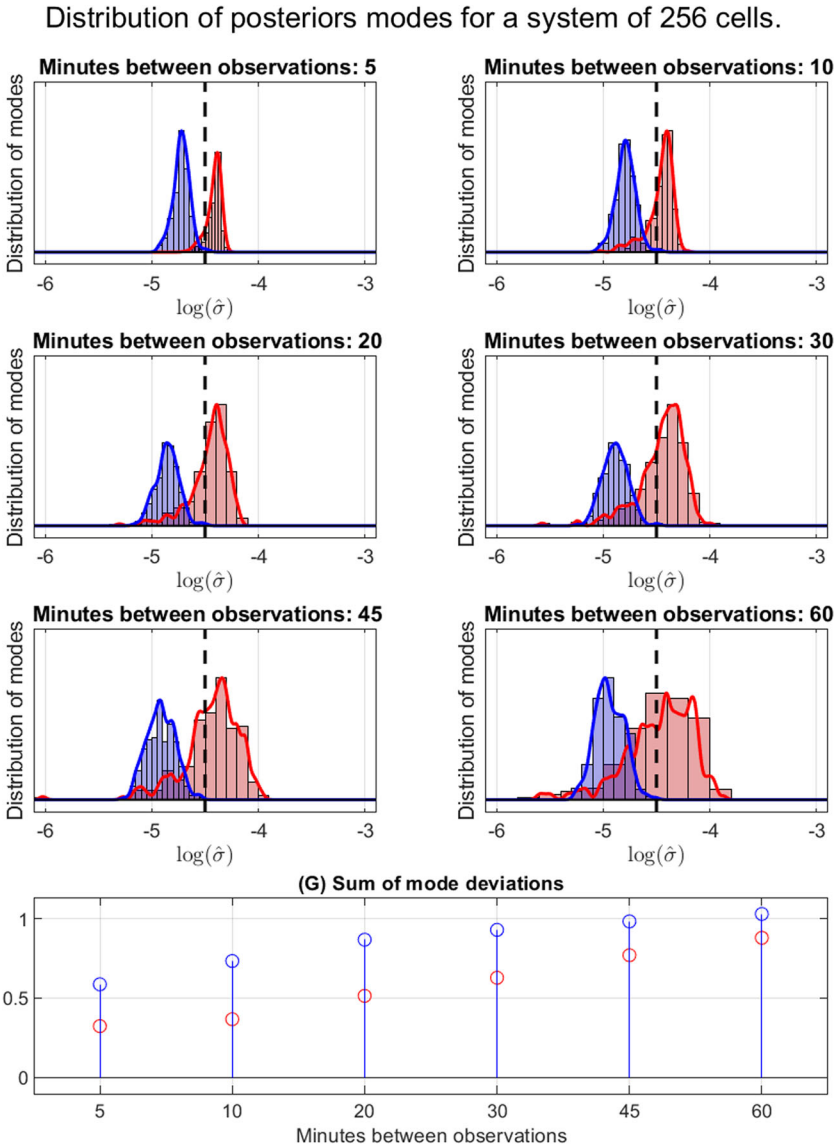 Distribution of posteriors modes for a system of 256 cells.
Minutes between observations: 5
Distribution of modes
-6 -5 -4 -3
log(σ̂)
Minutes between observations: 10
Distribution of modes
-6 -5 -4 -3
log(σ̂)
Minutes between observations: 20
Distribution of modes
-6 -5 -4 -3
log(σ̂)
Minutes between observations: 30
Distribution of modes
-6 -5 -4 -3
log(σ̂)
Minutes between observations: 45
Distribution of modes
-6 -5 -4 -3
log(σ̂)
Minutes between observations: 60
Distribution of modes
-6 -5 -4 -3
log(σ̂)
(G) Sum of mode deviations
1
0.5
0
5 10 20 30 45 60
Minutes between observations